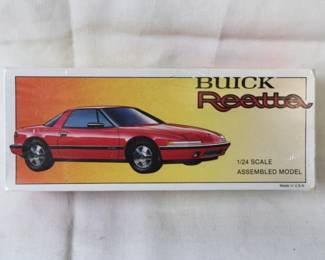 BUICK
Reatta
1/24 SCALE
ASSEMBLED MODEL
Made in U.S.A.